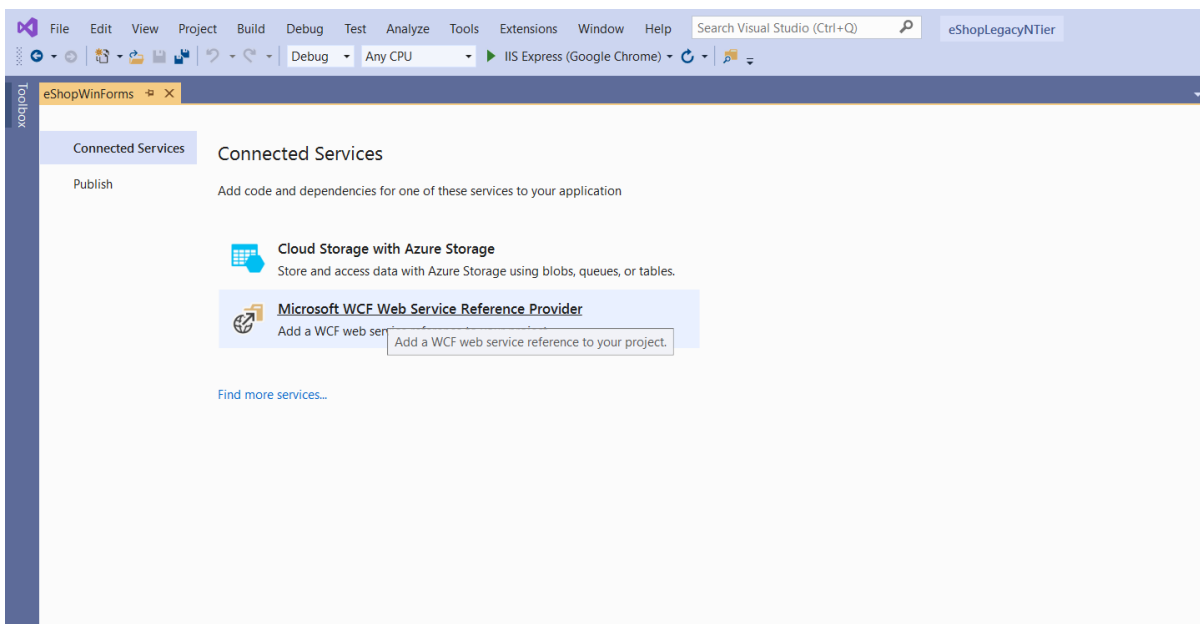 File Edit View Project Build Debug Test Analyze Tools Extensions Window Help Search Visual Studio (Ctrl+Q) eShopLegacyNTier
Debug Any CPU IIS Express (Google Chrome)
Toolbox
eShopWinForms
Connected Services
Publish
Connected Services
Add code and dependencies for one of these services to your application
Cloud Storage with Azure Storage
Store and access data with Azure Storage using blobs, queues, or tables.
Microsoft WCF Web Service Reference Provider
Add a WCF web
Add a WCF web service reference to your project.
Find more services...